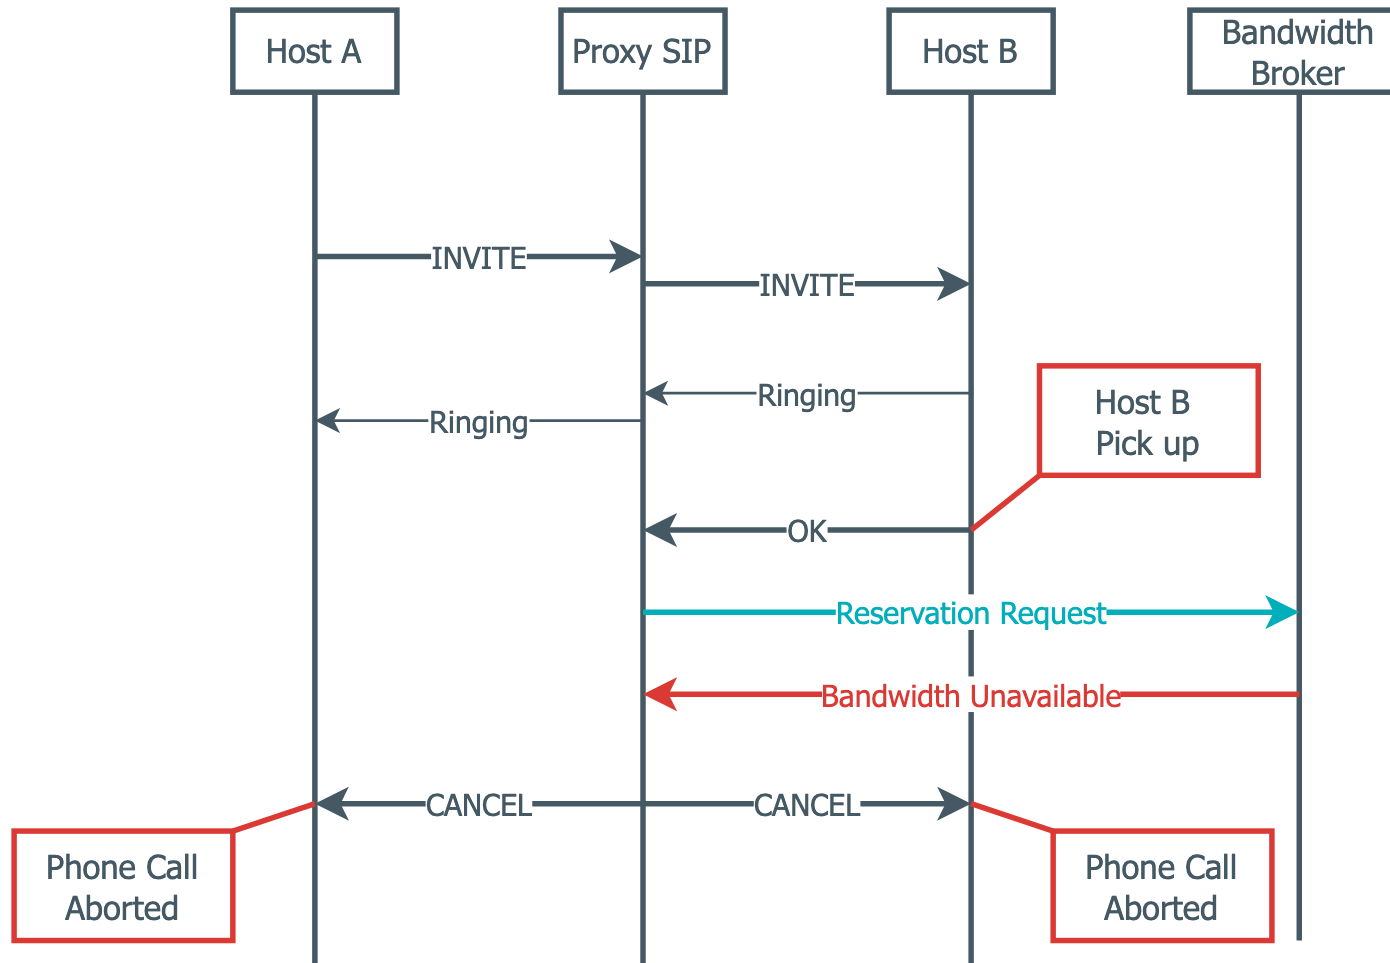 Host A
Proxy SIP
Host B
Bandwidth
Broker
INVITE
INVITE
Ringing
Ringing
Host B
Pick up
OK
Reservation Request
Bandwidth Unavailable
CANCEL
CANCEL
Phone Call
Aborted
Phone Call
Aborted